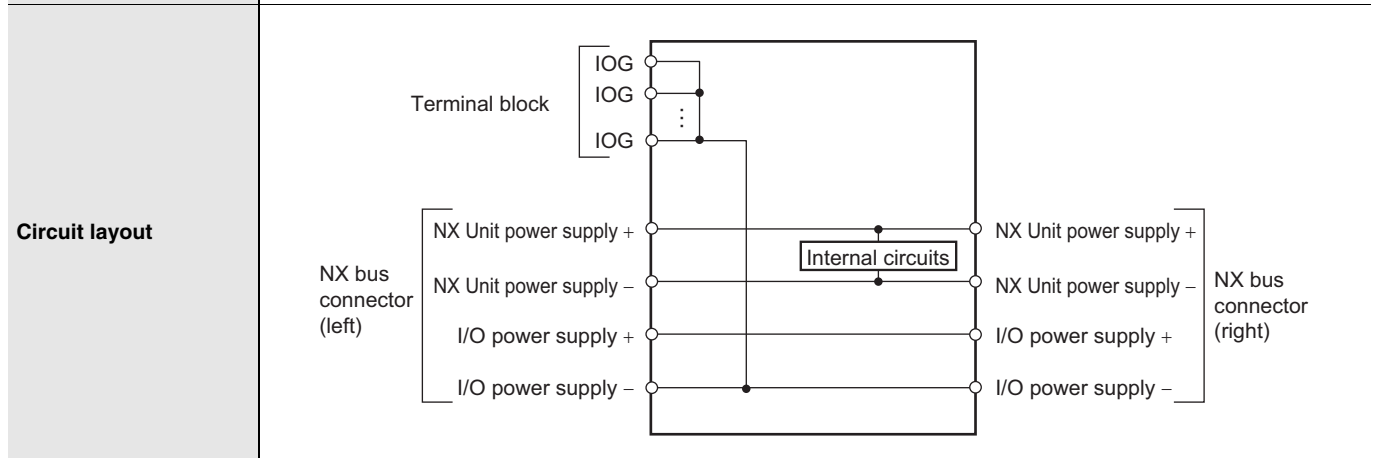 Circuit layout
Terminal block
IOG
IOG
⋮
IOG
NX bus
connector
(left)
NX Unit power supply +
NX Unit power supply −
I/O power supply +
I/O power supply −
Internal circuits
NX Unit power supply +
NX Unit power supply −
I/O power supply +
I/O power supply −
NX bus
connector
(right)